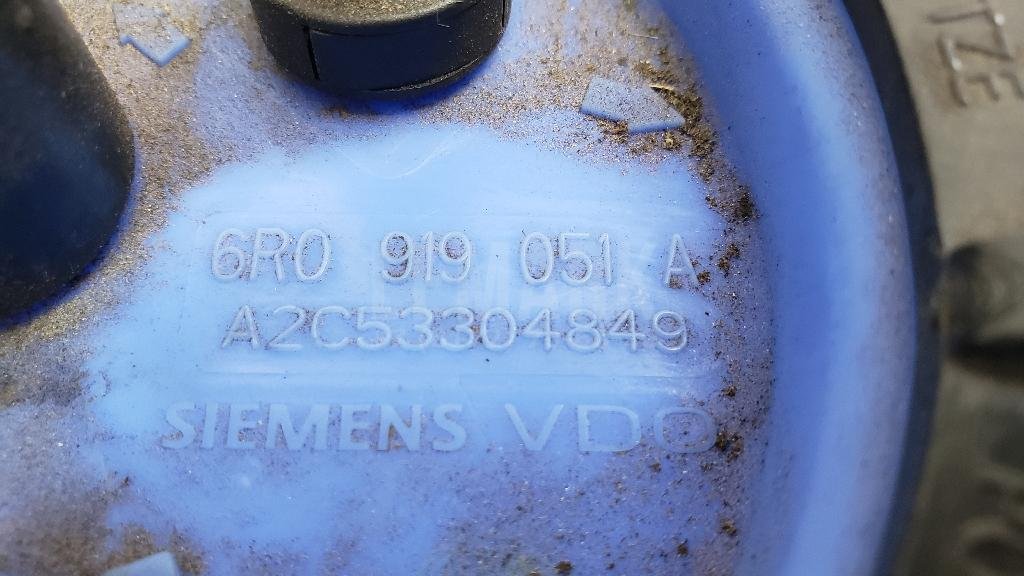 6R0 919 051 A
A2C53304849
SIEMENS VDO